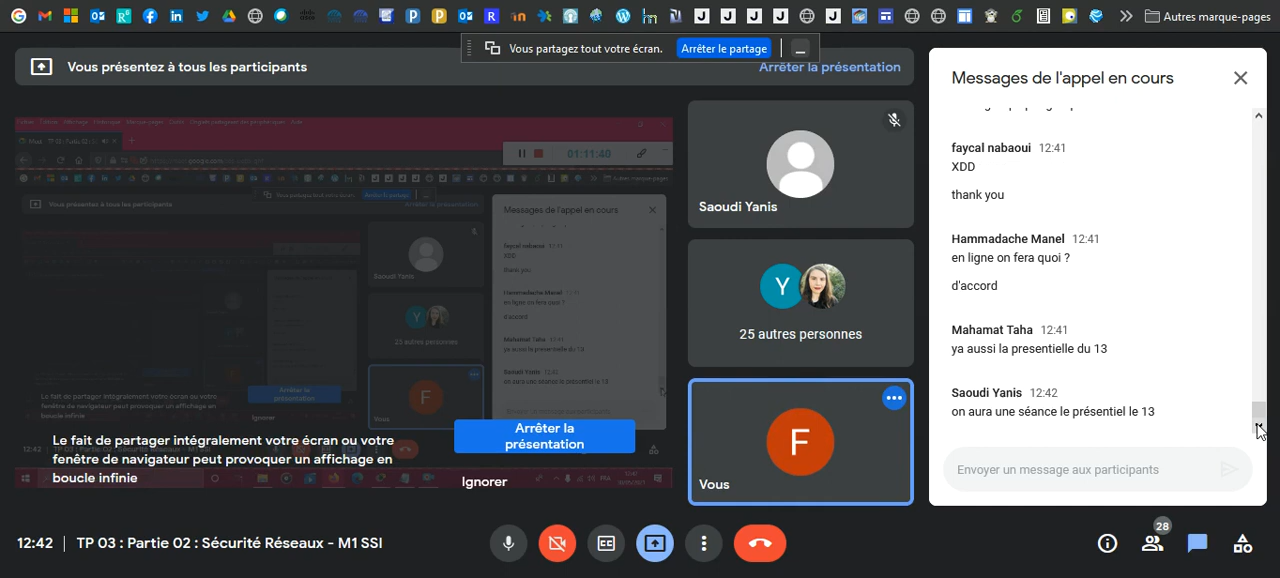 Autres marque-pages
Vous partagez tout votre écran.
Arrêter le partage
Vous présentez à tous les participants
Arrêter la présentation
01:11:40
Saoudi Yanis
Y
25 autres personnes
F
Vous
Messages de l'appel en cours
faycal nabaoui 12:41
XDD
thank you
Hammadache Manel 12:41
en ligne on fera quoi ?
d'accord
Mahamat Taha 12:41
ya aussi la presentielle du 13
Saoudi Yanis 12:42
on aura une séance le présentiel le 13
Envoyer un message aux participants
Le fait de partager intégralement votre écran ou votre
fenêtre de navigateur peut provoquer un affichage en
boucle infinie
Arrêter la
présentation
Ignorer
12:42 | TP 03 : Partie 02 : Sécurité Réseaux - M1 SSI
28